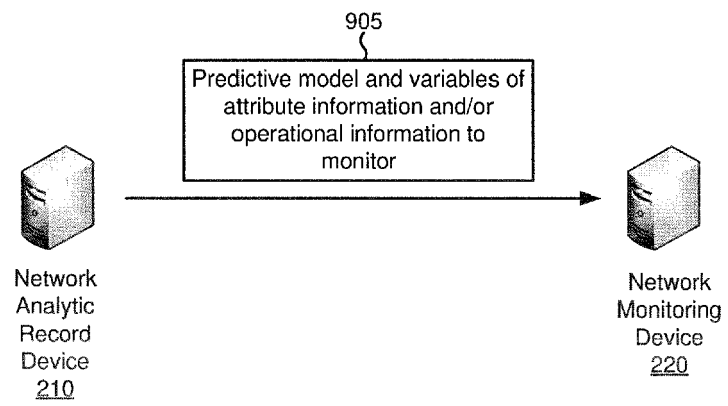 905
Predictive model and variables of
attribute information and/or
operational information to
monitor
Network
Analytic
Record
Device
210
Network
Monitoring
Device
220